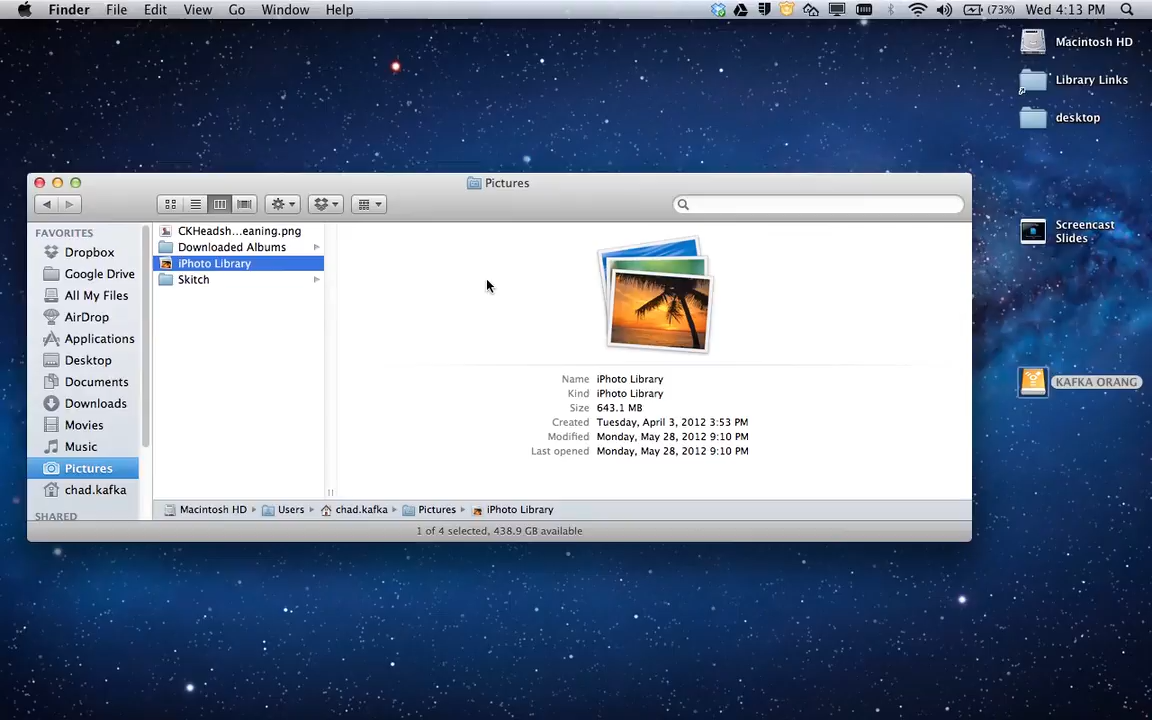 Finder File Edit View Go Window Help (73%) Wed 4:13 PM
Macintosh HD
Library Links
desktop
Screencast
Slides
KAFKA ORANG
Pictures
FAVORITES
Dropbox
Google Drive
All My Files
AirDrop
Applications
Desktop
Documents
Downloads
Movies
Music
Pictures
chad.kafka
SHARED
CKHeadsh...eaning.png
Downloaded Albums
iPhoto Library
Skitch
Name iPhoto Library
Kind iPhoto Library
Size 643.1 MB
Created Tuesday, April 3, 2012 3:53 PM
Modified Monday, May 28, 2012 9:10 PM
Last opened Monday, May 28, 2012 9:10 PM
Macintosh HD Users chad.kafka Pictures iPhoto Library
1 of 4 selected, 438.9 GB available